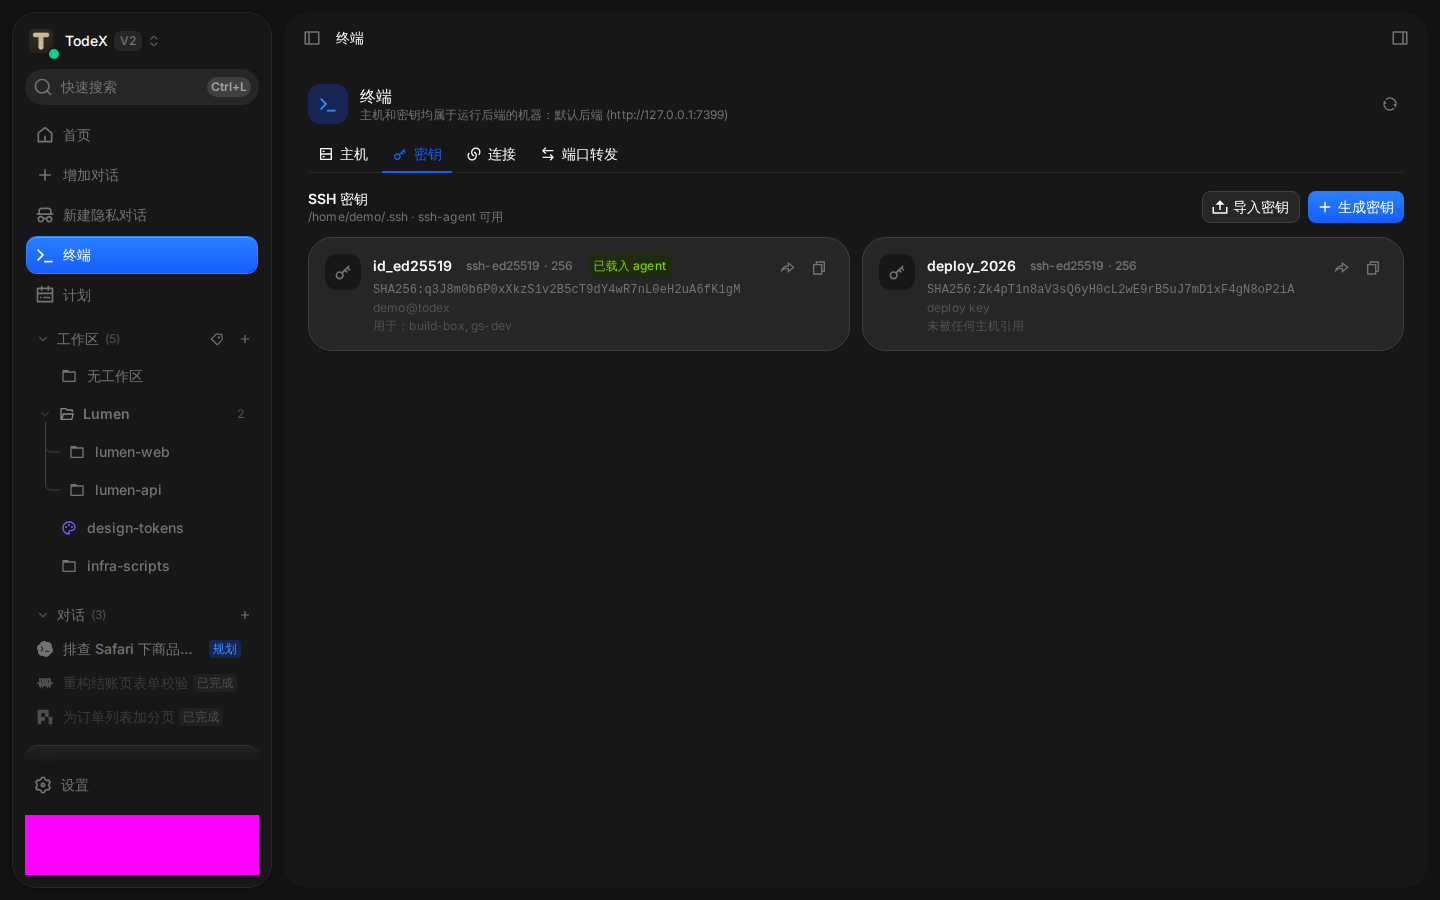 TodeX V2
快速搜索 Ctrl+L
首页
增加对话
新建隐私对话
终端
计划
工作区 (5)
无工作区
Lumen 2
lumen-web
lumen-api
design-tokens
infra-scripts
对话 (3)
排查 Safari 下商品... 规划
重构结账页表单校验 已完成
为订单列表加分页 已完成
设置
终端
终端
主机和密钥均属于运行后端的机器：默认后端 (http://127.0.0.1:7399)
主机 密钥 连接 端口转发
SSH 密钥
/home/demo/.ssh · ssh-agent 可用
导入密钥 生成密钥
id_ed25519 ssh-ed25519 · 256 已载入 agent
SHA256:q3J8m0b6P0xXkzS1v2B5cT9dY4wR7nL0eH2uA6fK1gM
demo@todex
用于：build-box, gs-dev
deploy_2026 ssh-ed25519 · 256
SHA256:Zk4pT1n8aV3sQ6yH0cL2wE9rB5uJ7mD1xF4gN8oP2iA
deploy key
未被任何主机引用